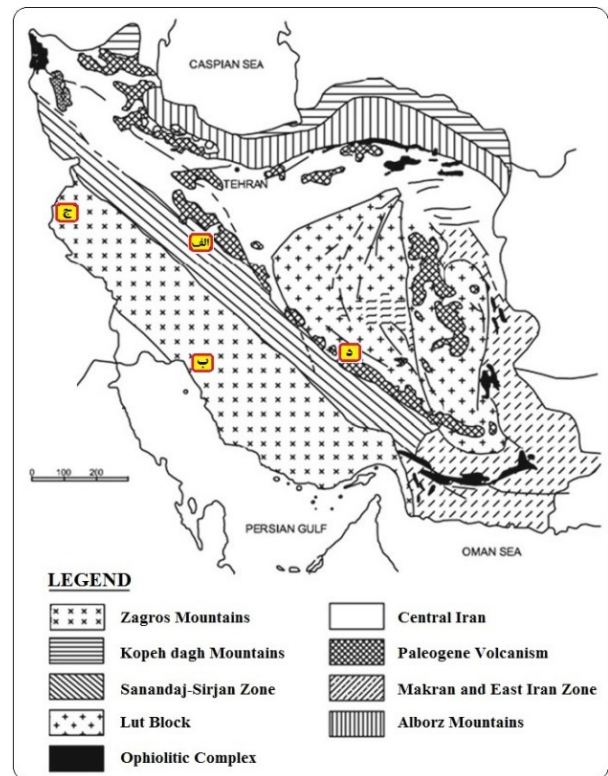 CASPIAN SEA
TEHRAN
ج
الف
ب
د
0 100 200
PERSIAN GULF
OMAN SEA
LEGEND
Zagros Mountains
Central Iran
Kopeh dagh Mountains
Paleogene Volcanism
Sanandaj-Sirjan Zone
Makran and East Iran Zone
Lut Block
Alborz Mountains
Ophiolitic Complex